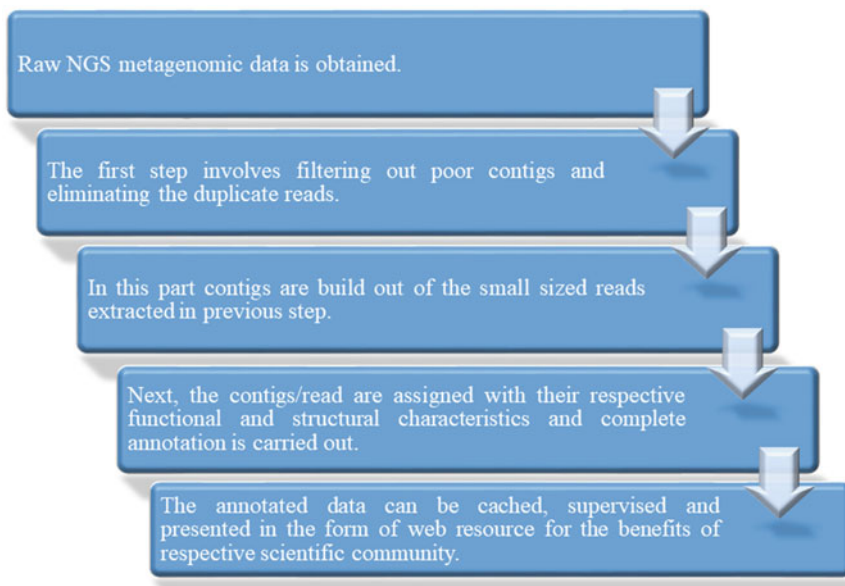 Raw NGS metagenomic data is obtained.
The first step involves filtering out poor contigs and
eliminating the duplicate reads.
In this part contigs are build out of the small sized reads
extracted in previous step.
Next, the contigs/read are assigned with their respective
functional and structural characteristics and complete
annotation is carried out.
The annotated data can be cached, supervised and
presented in the form of web resource for the benefits of
respective scientific community.